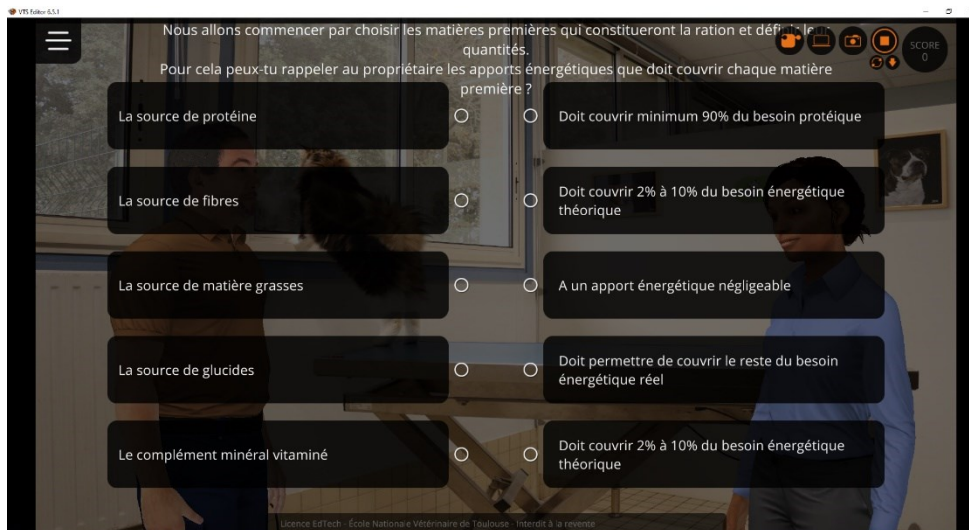 VTS Editor 6.5.1
Nous allons commencer par choisir les matières premières qui constitueront la ration et définir leur
quantités.
Pour cela peux-tu rappeler au propriétaire les apports énergétiques que doit couvrir chaque matière
première ?
SCORE
0
La source de protéine
Doit couvrir minimum 90% du besoin protéique
La source de fibres
Doit couvrir 2% à 10% du besoin énergétique
théorique
La source de matière grasses
A un apport énergétique négligeable
La source de glucides
Doit permettre de couvrir le reste du besoin
énergétique réel
Le complément minéral vitaminé
Doit couvrir 2% à 10% du besoin énergétique
théorique
Licence EdTech - École Nationale Vétérinaire de Toulouse - Interdit à la revente